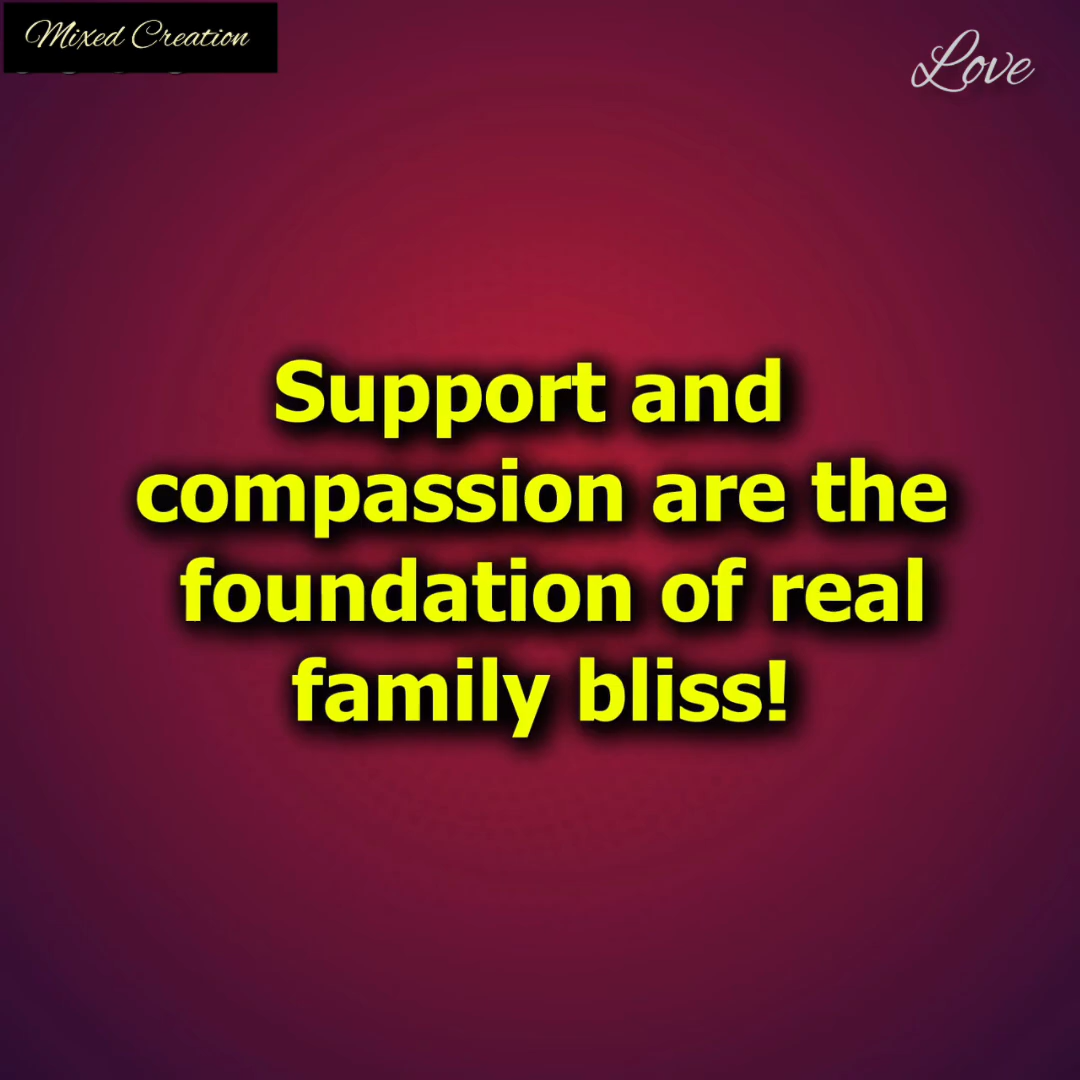 Mixed Creation
Love
Support and
compassion are the
foundation of real
family bliss!